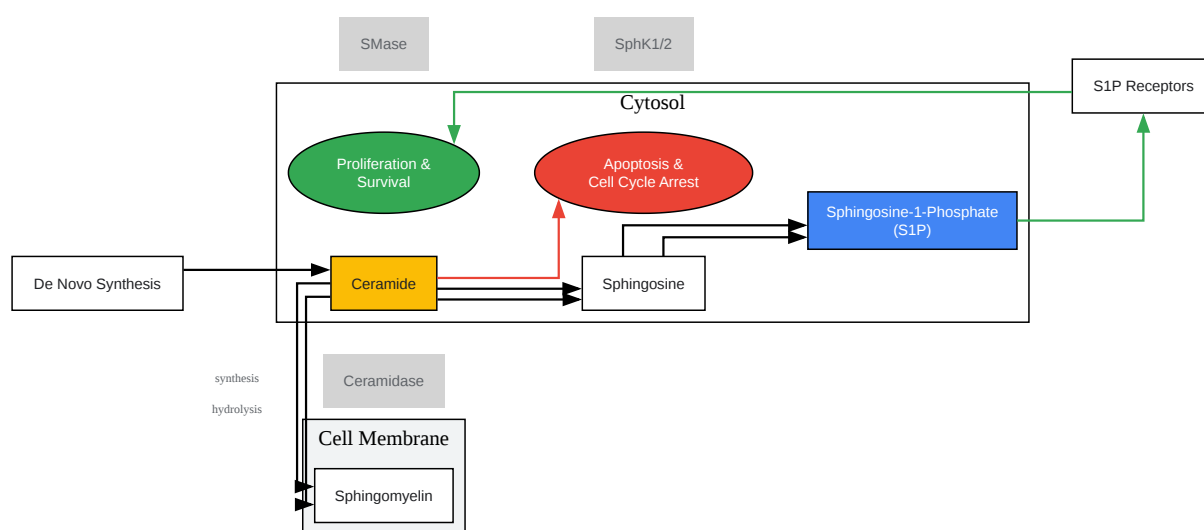 SMase
SphK1/2
S1P Receptors
Cytosol
Proliferation &
Survival
Apoptosis &
Cell Cycle Arrest
Sphingosine-1-Phosphate
(S1P)
De Novo Synthesis
Ceramide
Sphingosine
synthesis
hydrolysis
Ceramidase
Cell Membrane
Sphingomyelin